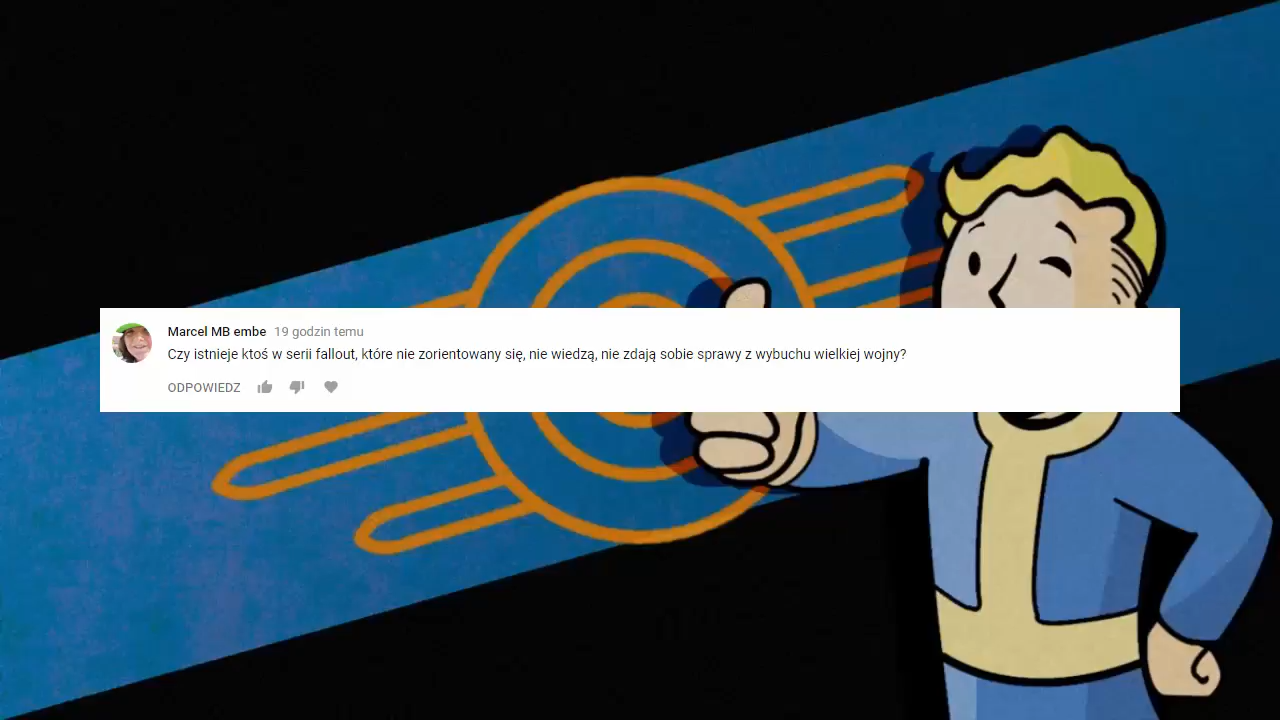 Marcel MB embe 19 godzin temu
Czy istnieje ktoś w serii fallout, które nie zorientowany się, nie wiedzą, nie zdają sobie sprawy z wybuchu wielkiej wojny?
ODPOWIEDZ